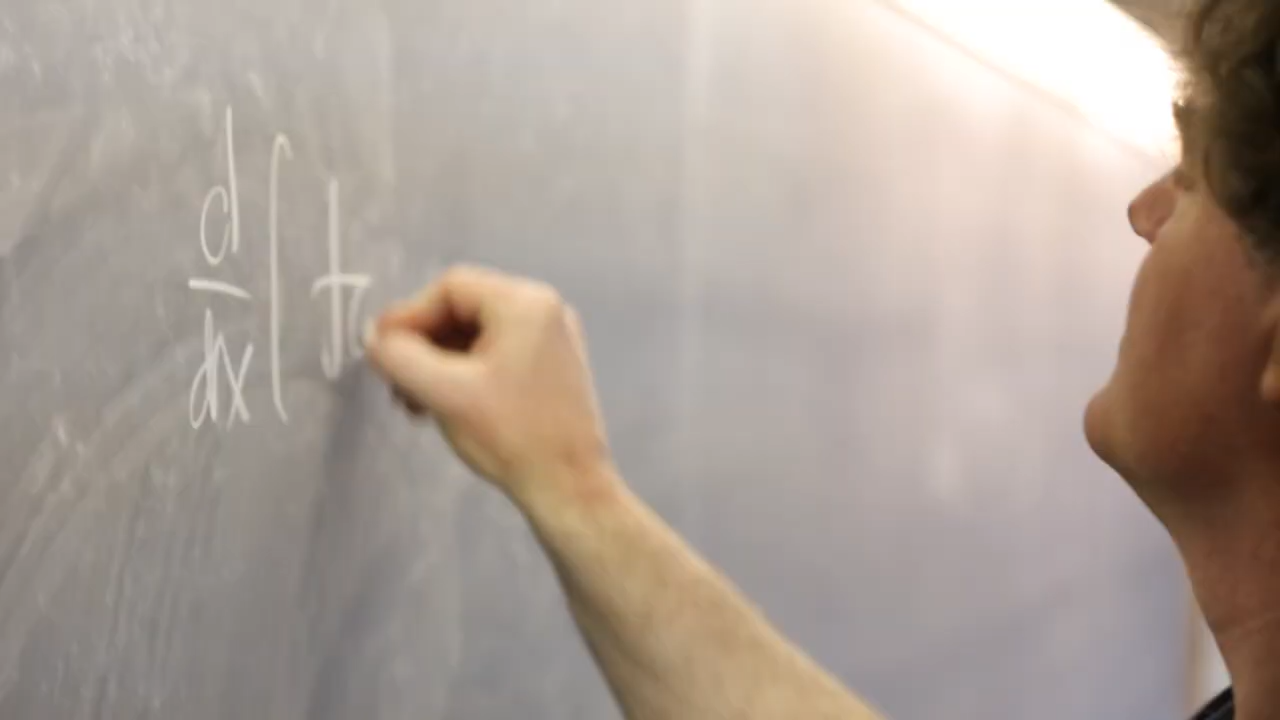 d/dx ∫ t